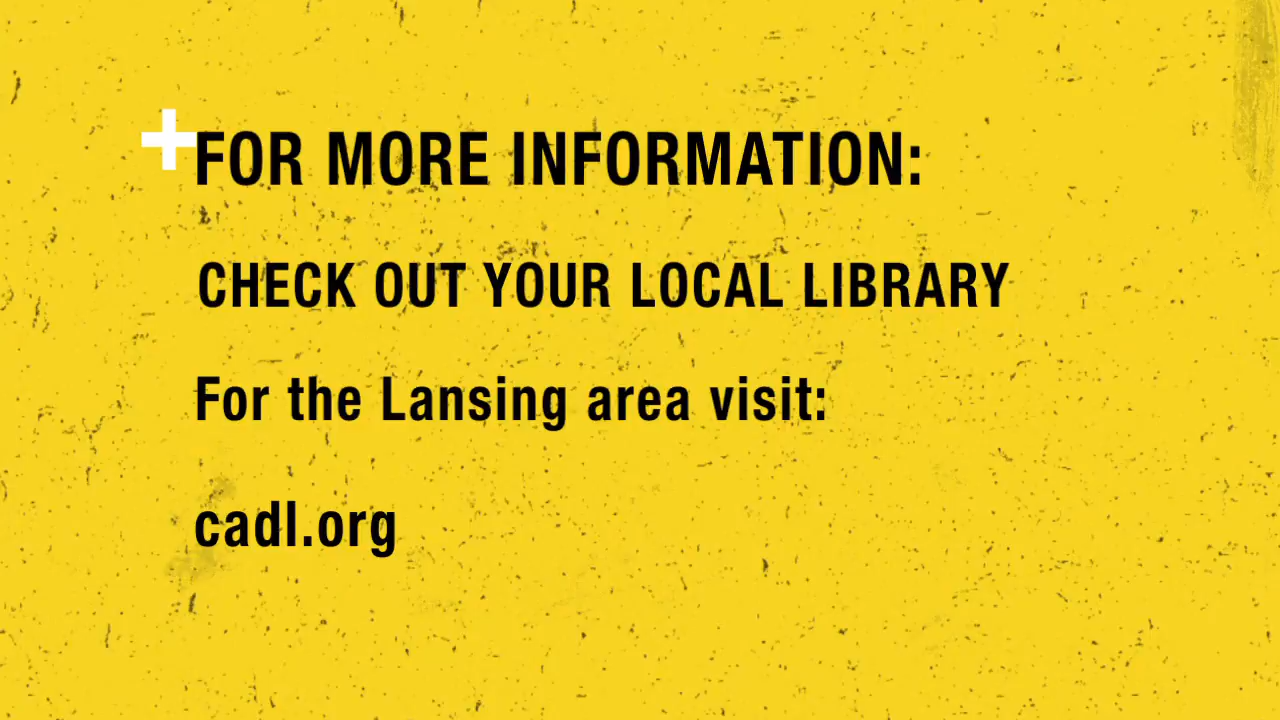 FOR MORE INFORMATION:
CHECK OUT YOUR LOCAL LIBRARY
For the Lansing area visit:
cadl.org